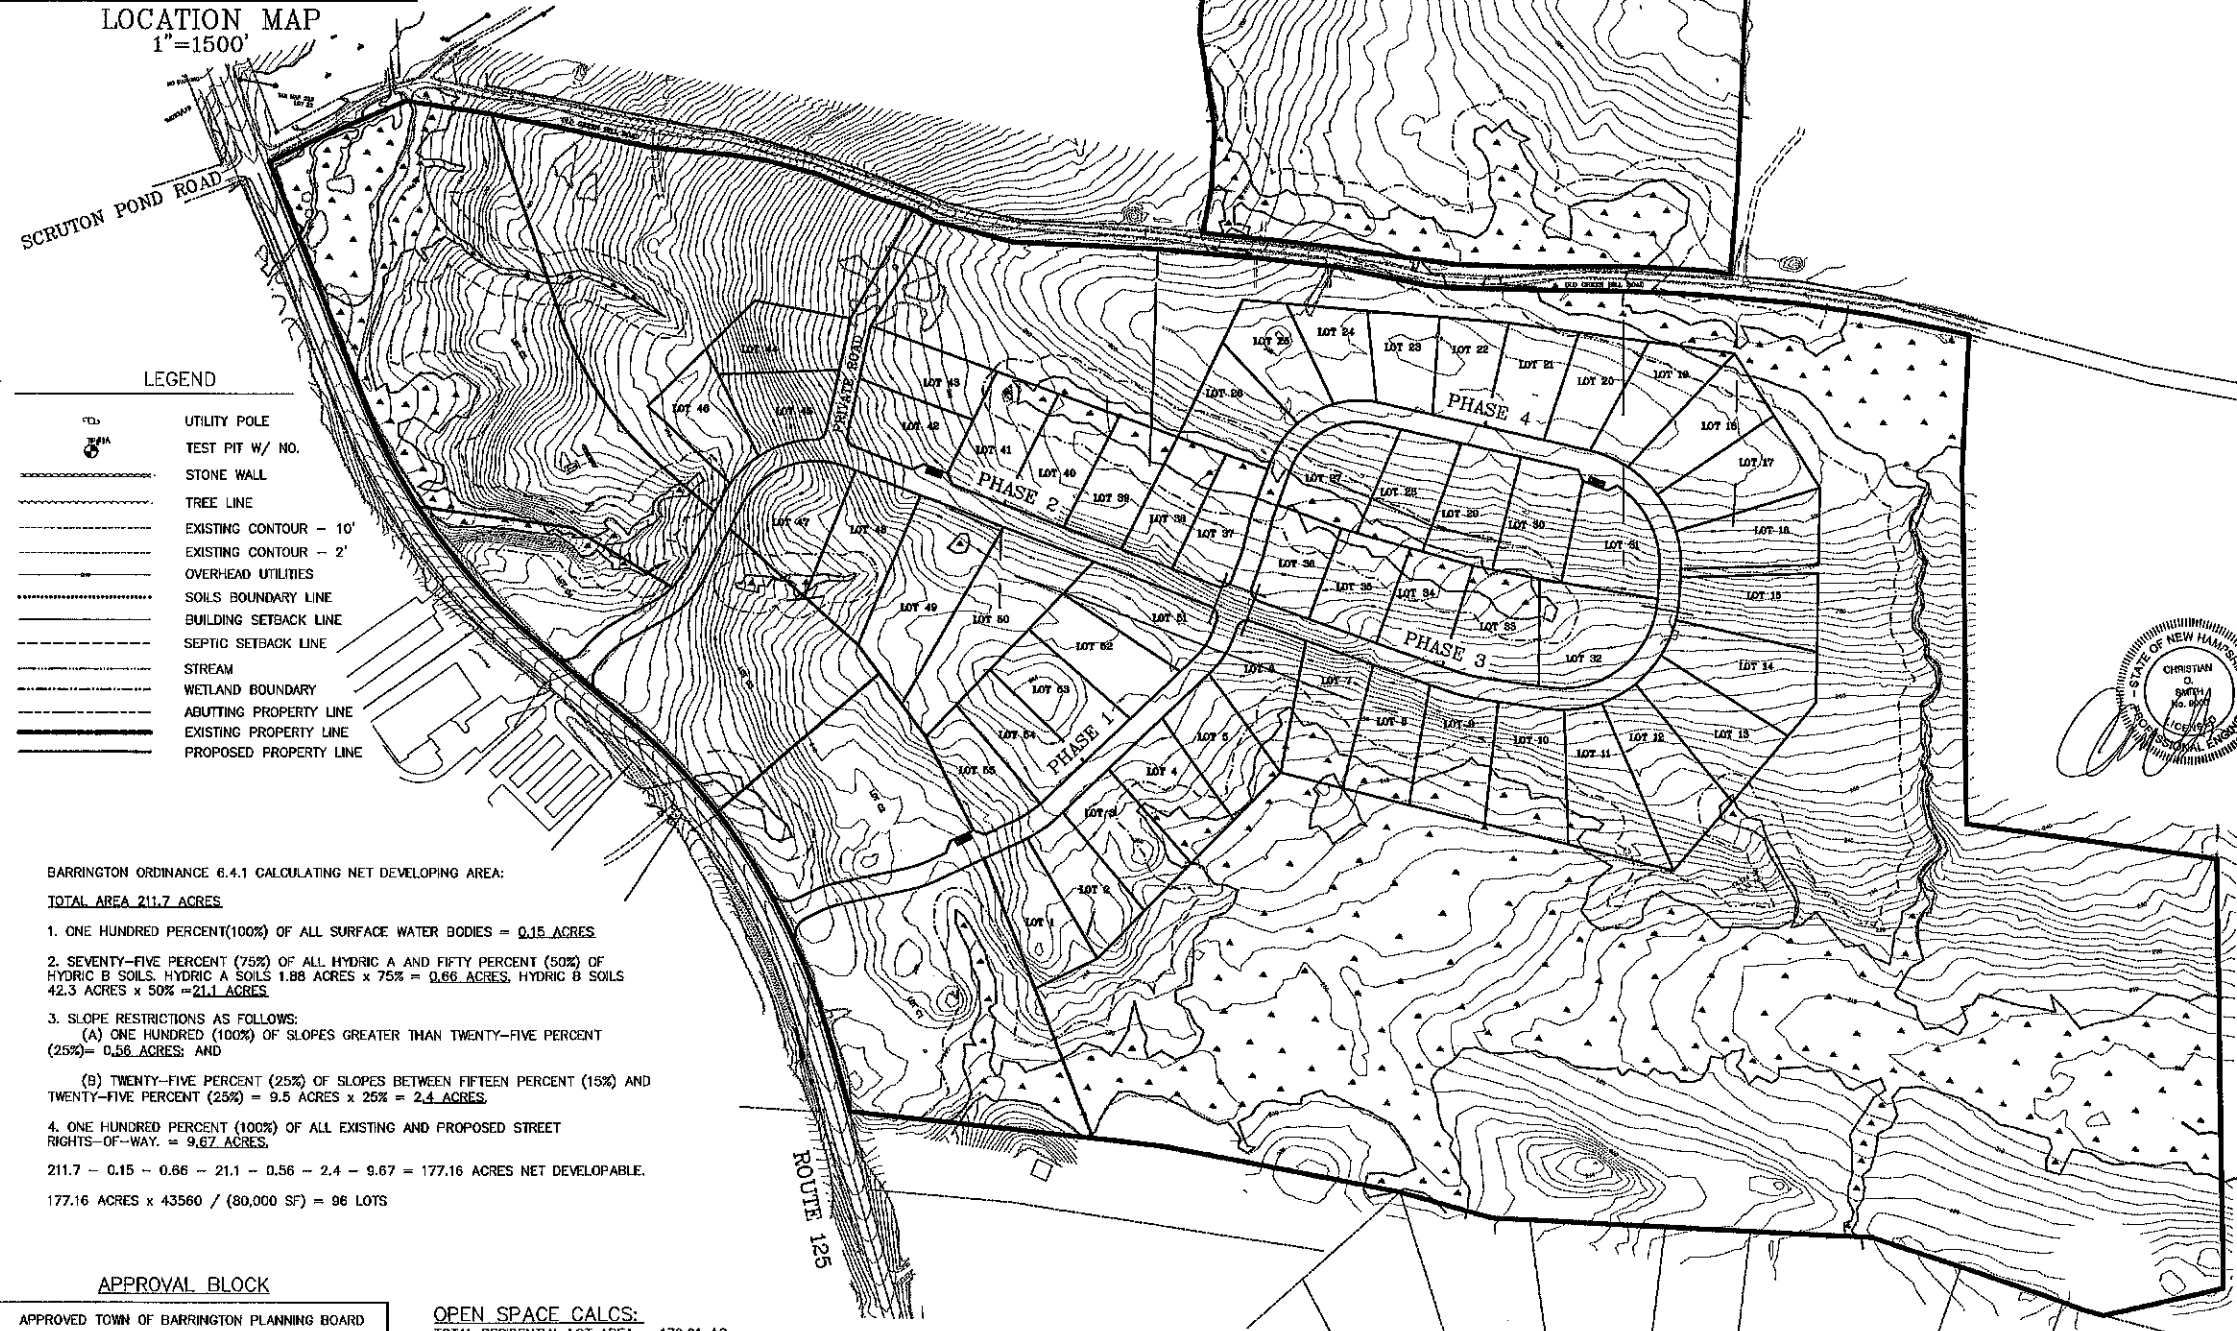 LOCATION MAP
1"=1500'
SCRUTON POND ROAD
OLD GREEN HILL ROAD
OLD GREEN HILL ROAD
PRIVATE ROAD
ROUTE 125
LEGEND
UTILITY POLE
TEST PIT W/ NO.
STONE WALL
TREE LINE
EXISTING CONTOUR - 10'
EXISTING CONTOUR - 2'
OVERHEAD UTILITIES
SOILS BOUNDARY LINE
BUILDING SETBACK LINE
SEPTIC SETBACK LINE
STREAM
WETLAND BOUNDARY
ABUTTING PROPERTY LINE
EXISTING PROPERTY LINE
PROPOSED PROPERTY LINE
LOT 44
LOT 46
LOT 45
LOT 43
LOT 42
LOT 41
LOT 40
LOT 39
LOT 38
LOT 37
PHASE 2
LOT 25
LOT 24
LOT 23
LOT 22
LOT 21
LOT 20
LOT 19
LOT 26
PHASE 4
LOT 18
LOT 17
LOT 16
LOT 15
LOT 14
LOT 13
LOT 27
LOT 28
LOT 29
LOT 30
LOT 31
LOT 36
LOT 35
LOT 34
LOT 33
LOT 32
PHASE 3
LOT 47
LOT 48
LOT 49
LOT 50
LOT 51
LOT 52
LOT 53
LOT 54
LOT 55
PHASE 1
LOT 6
LOT 7
LOT 8
LOT 9
LOT 10
LOT 11
LOT 12
LOT 5
LOT 4
LOT 3
LOT 2
LOT 1
STATE OF NEW HAMPSH
CHRISTIAN
O.
SMITH
LICENSED
PROFESSIONAL ENGIN
BARRINGTON ORDINANCE 6.4.1 CALCULATING NET DEVELOPING AREA:
TOTAL AREA 211.7 ACRES
1. ONE HUNDRED PERCENT(100%) OF ALL SURFACE WATER BODIES = 0.15 ACRES
2. SEVENTY-FIVE PERCENT (75%) OF ALL HYDRIC A AND FIFTY PERCENT (50%) OF
HYDRIC B SOILS. HYDRIC A SOILS 1.88 ACRES x 75% = 0.66 ACRES. HYDRIC B SOILS
42.3 ACRES x 50% =21.1 ACRES
3. SLOPE RESTRICTIONS AS FOLLOWS:
(A) ONE HUNDRED (100%) OF SLOPES GREATER THAN TWENTY-FIVE PERCENT
(25%)= 0.56 ACRES; AND
(B) TWENTY-FIVE PERCENT (25%) OF SLOPES BETWEEN FIFTEEN PERCENT (15%) AND
TWENTY-FIVE PERCENT (25%) = 9.5 ACRES x 25% = 2.4 ACRES.
4. ONE HUNDRED PERCENT (100%) OF ALL EXISTING AND PROPOSED STREET
RIGHTS-OF-WAY. = 9.67 ACRES.
211.7 - 0.15 - 0.66 - 21.1 - 0.56 - 2.4 - 9.67 = 177.16 ACRES NET DEVELOPABLE.
177.16 ACRES x 43560 / (80,000 SF) = 96 LOTS
APPROVAL BLOCK
APPROVED TOWN OF BARRINGTON PLANNING BOARD
OPEN SPACE CALCS: